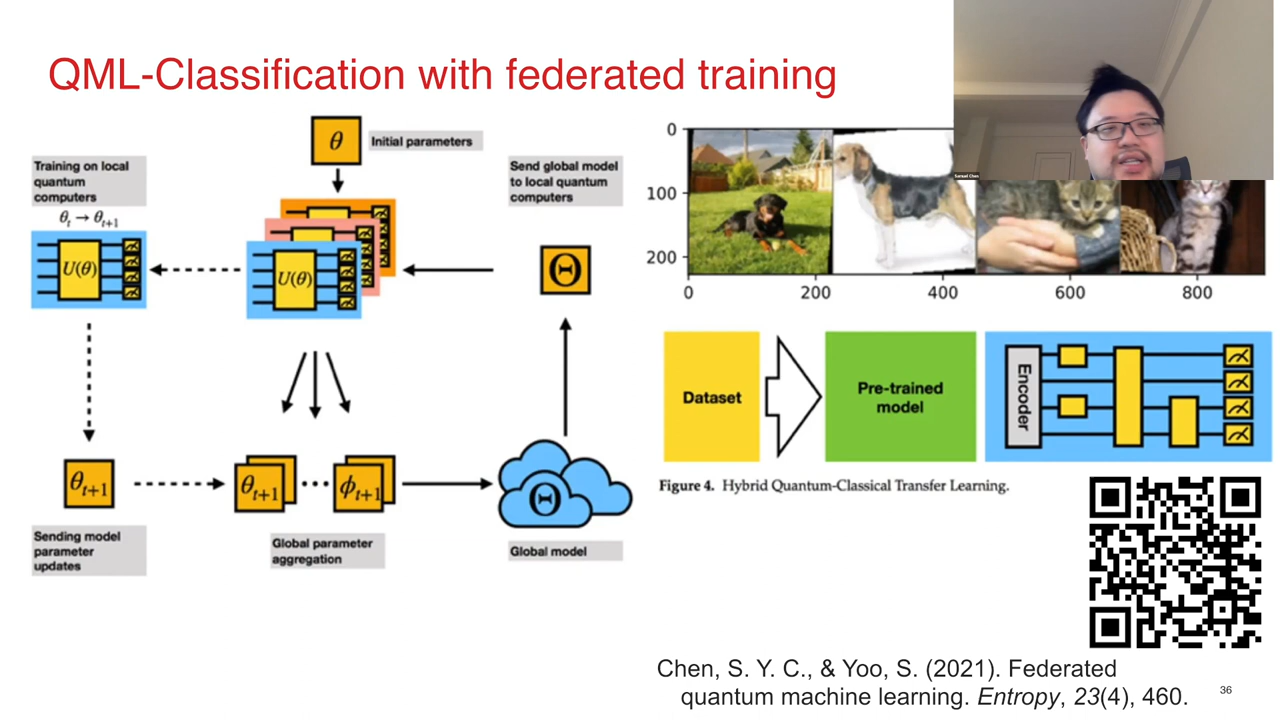 QML-Classification with federated training
θ
Initial parameters
Training on local
quantum
computers
θt → θt+1
U(θ)
U(θ)
Send global model
to local quantum
computers
Θ
θt+1
θt+1
...
ϕt+1
Θ
Sending model
parameter
updates
Global parameter
aggregation
Global model
Samuel Chen
0
100
200
0
200
400
600
800
Dataset
Pre-trained
model
Encoder
Figure 4. Hybrid Quantum-Classical Transfer Learning.
Chen, S. Y. C., & Yoo, S. (2021). Federated
quantum machine learning. Entropy, 23(4), 460.
36